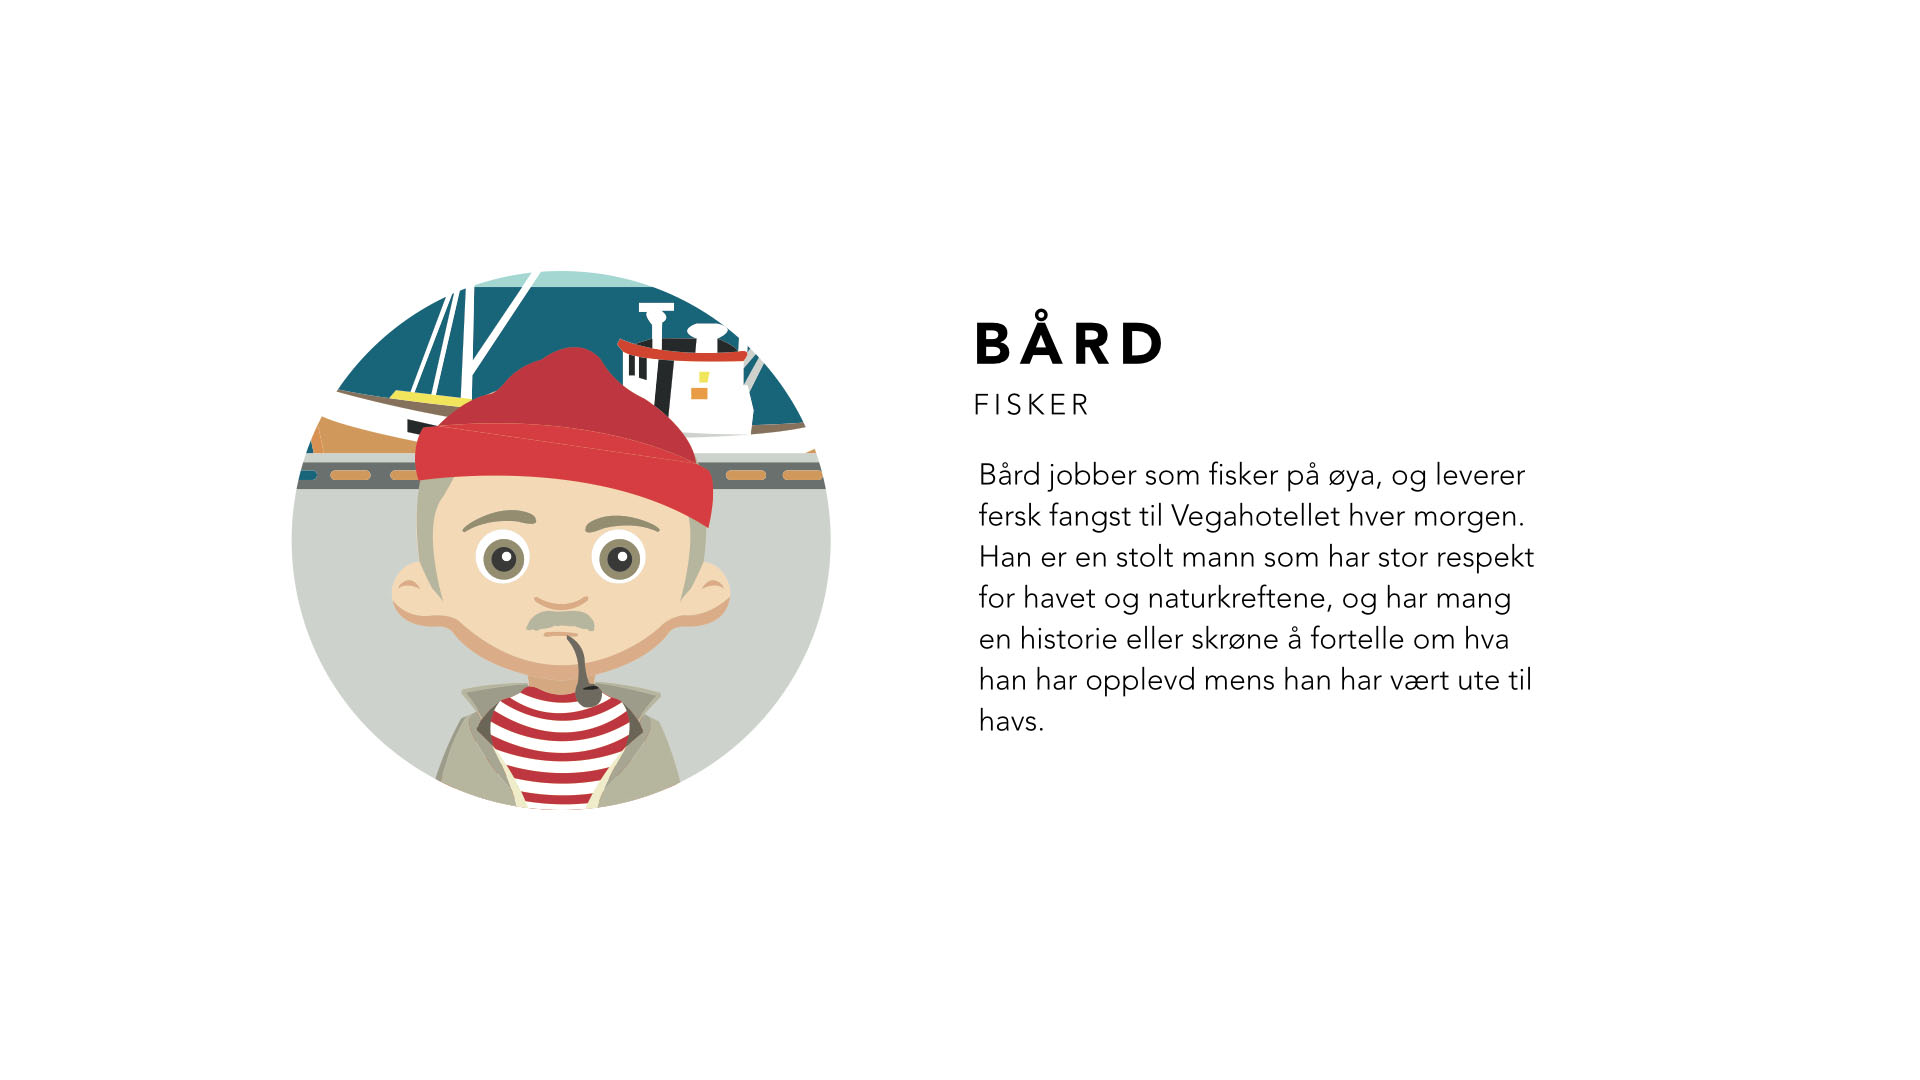 BÅRD
FISKER
Bård jobber som fisker på øya, og leverer
fersk fangst til Vegahotellet hver morgen.
Han er en stolt mann som har stor respekt
for havet og naturkreftene, og har mang
en historie eller skrøne å fortelle om hva
han har opplevd mens han har vært ute til
havs.